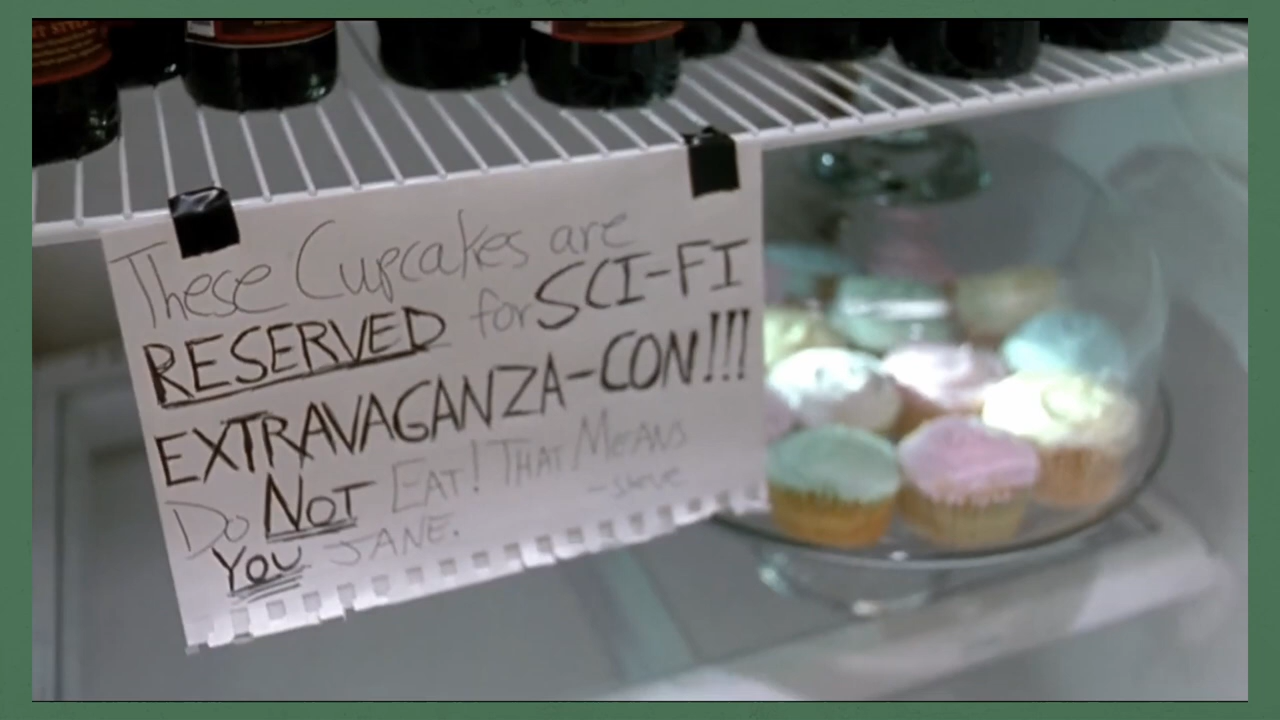 These Cupcakes are
RESERVED for SCI-FI
EXTRAVAGANZA-CON!!!
Do NOT EAT! THAT MEANS
YOU JANE.
-Steve